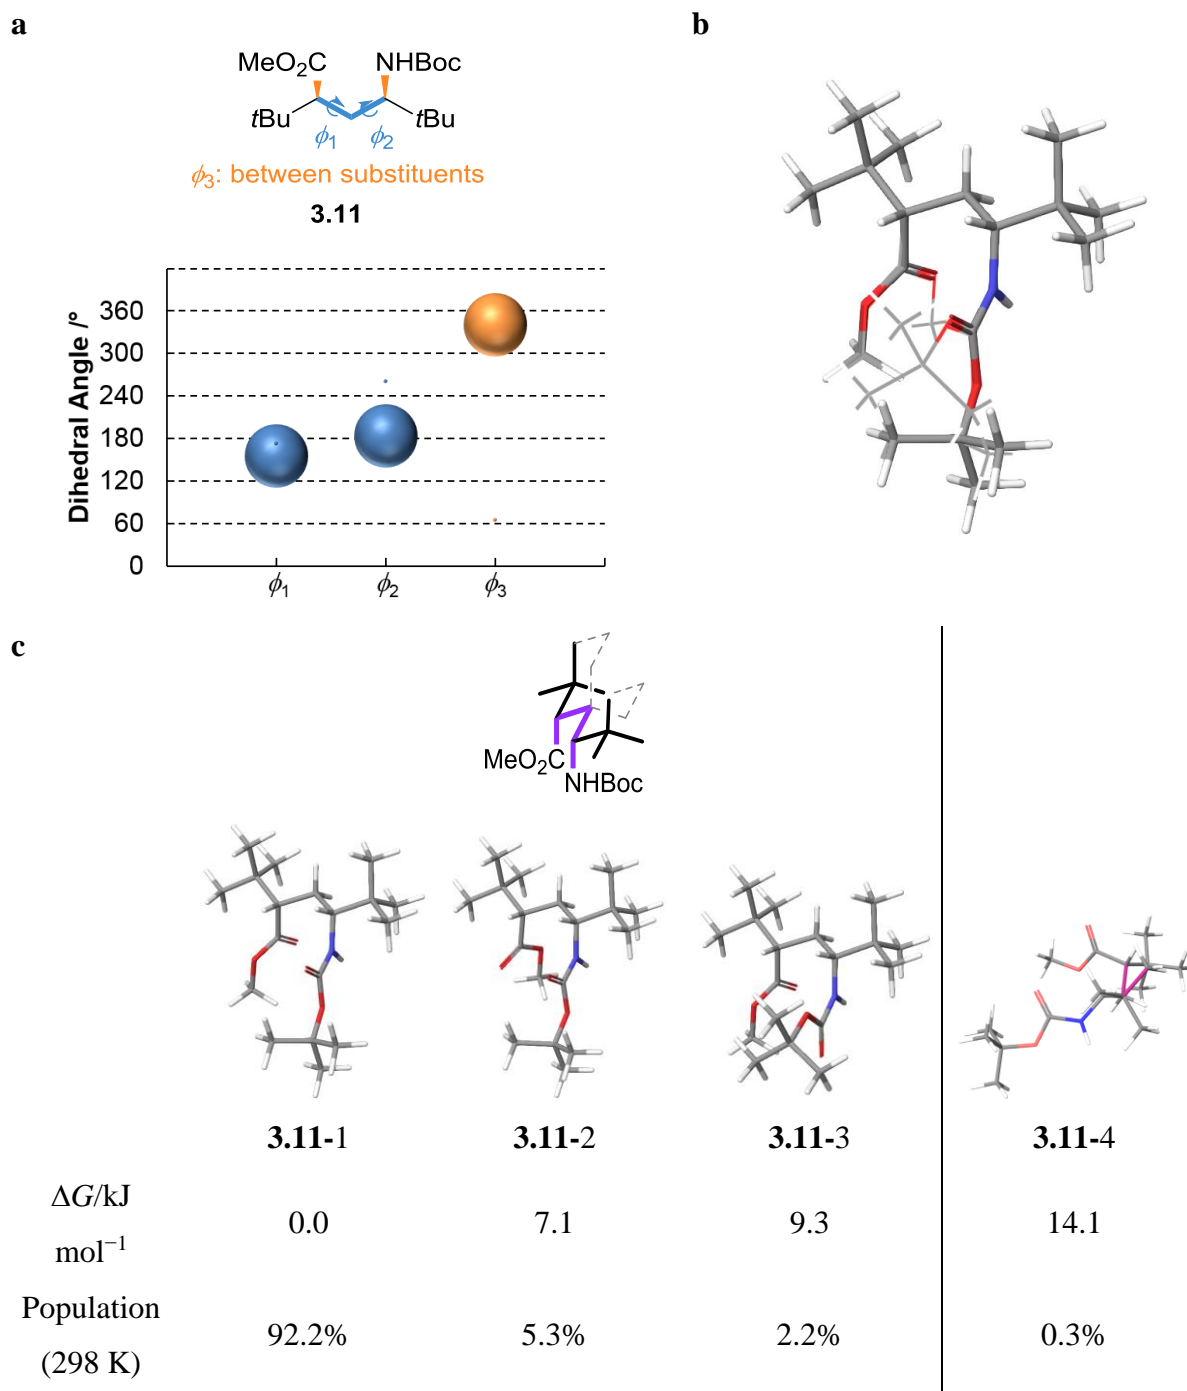 a
b
MeO₂C NHBoc
tBu tBu
ϕ₁ ϕ₂
ϕ₃: between substituents
3.11
Dihedral Angle /°
360
300
240
180
120
60
0
ϕ₁ ϕ₂ ϕ₃
c
MeO₂C
NHBoc
3.11-1 3.11-2 3.11-3 3.11-4
ΔG/kJ
mol⁻¹
0.0 7.1 9.3 14.1
Population
(298 K)
92.2% 5.3% 2.2% 0.3%